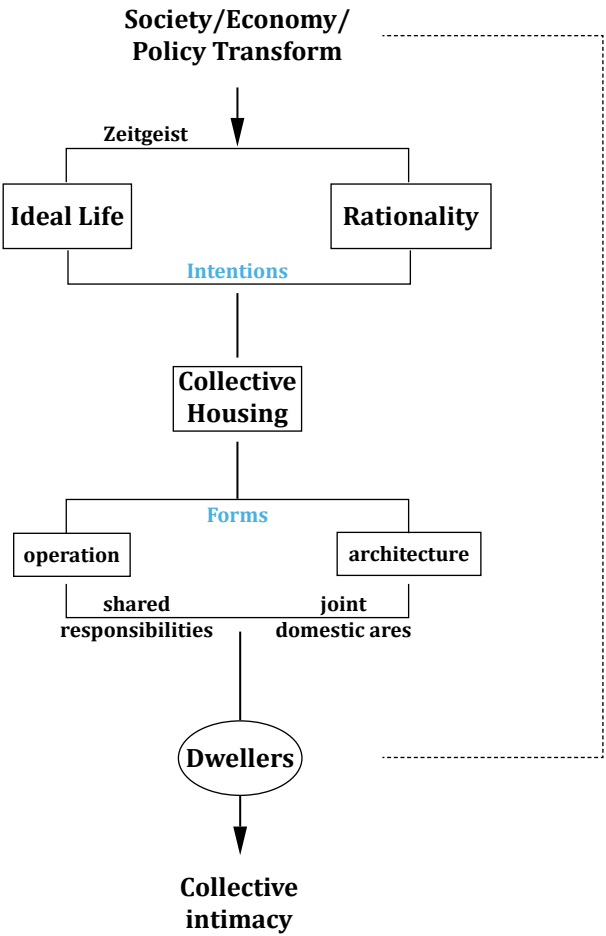 Society/Economy/
Policy Transform
Zeitgeist
Ideal Life
Rationality
Intentions
Collective
Housing
Forms
operation
architecture
shared
responsibilities
joint
domestic ares
Dwellers
Collective
intimacy